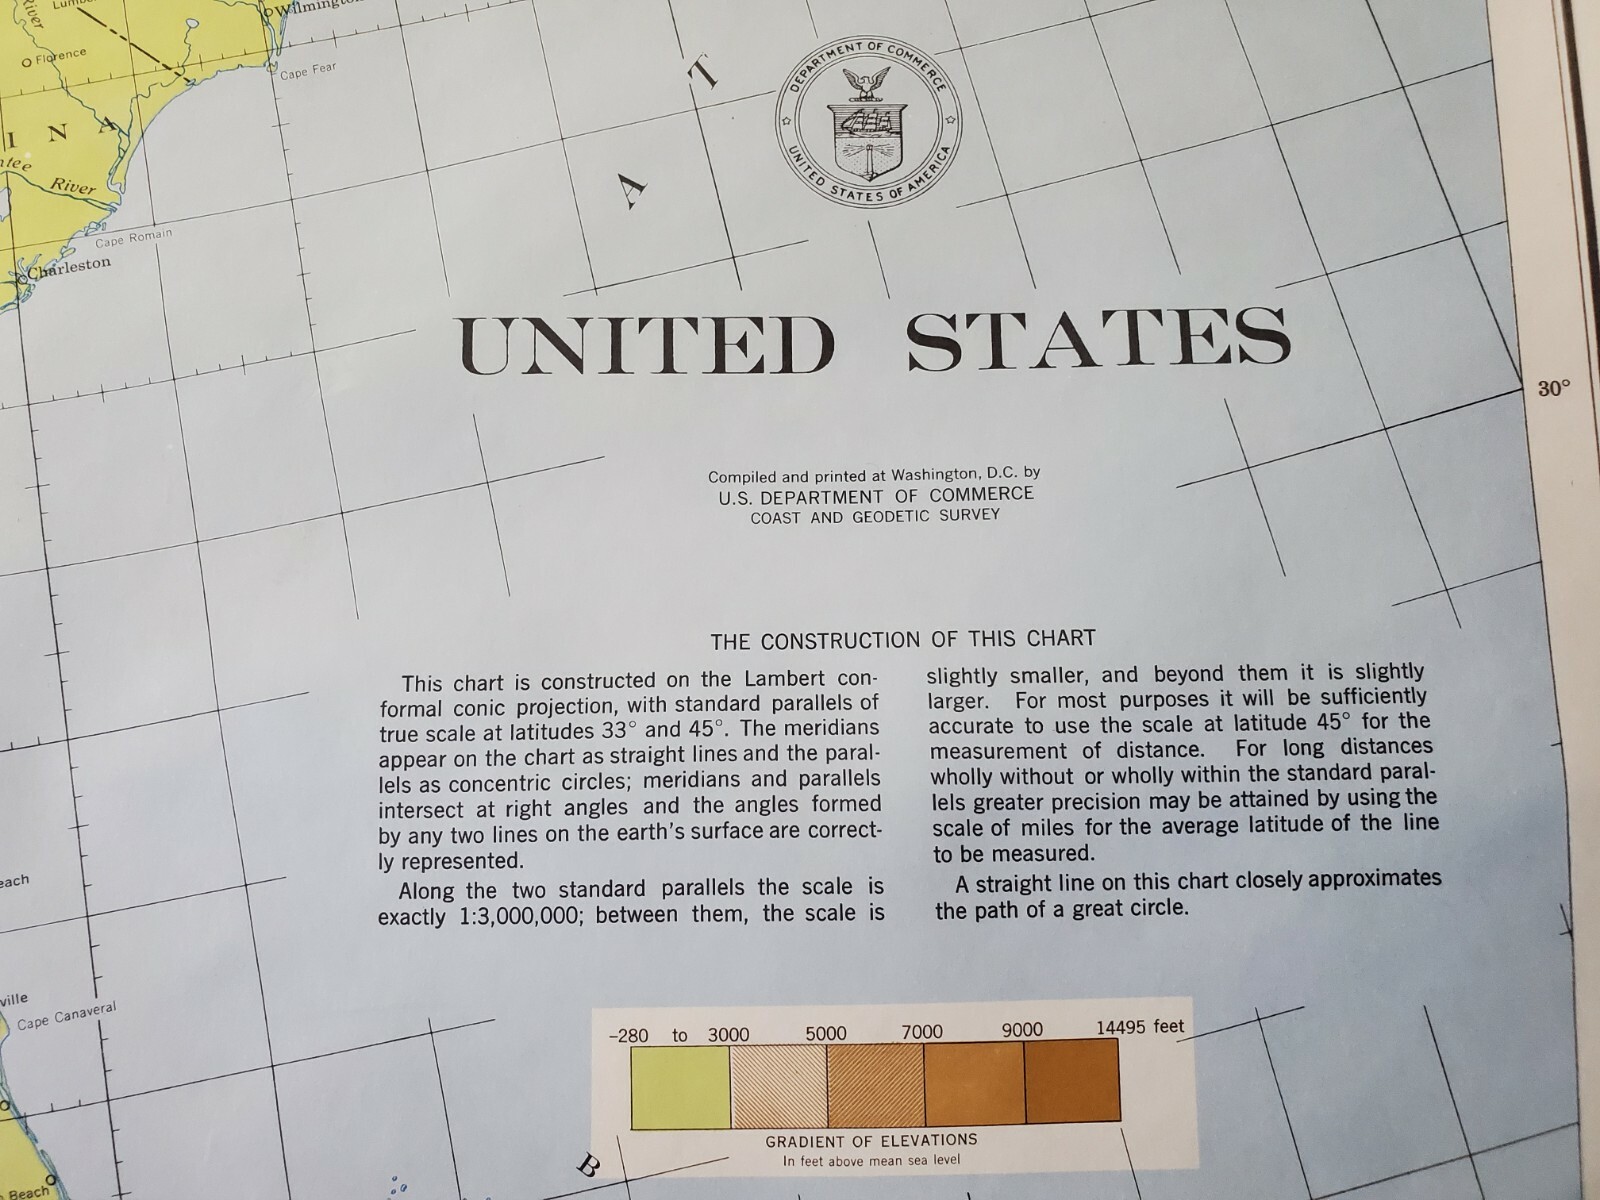 River
Wilmington
Florence
Cape Fear
T
DEPARTMENT OF COMMERCE
UNITED STATES OF AMERICA
I N A
A
River
Cape Romain
Charleston
UNITED STATES
30°
Compiled and printed at Washington, D.C. by
U.S. DEPARTMENT OF COMMERCE
COAST AND GEODETIC SURVEY
THE CONSTRUCTION OF THIS CHART
This chart is constructed on the Lambert con-
formal conic projection, with standard parallels of
true scale at latitudes 33° and 45°. The meridians
appear on the chart as straight lines and the paral-
lels as concentric circles; meridians and parallels
intersect at right angles and the angles formed
by any two lines on the earth's surface are correct-
ly represented.
Along the two standard parallels the scale is
exactly 1:3,000,000; between them, the scale is
slightly smaller, and beyond them it is slightly
larger. For most purposes it will be sufficiently
accurate to use the scale at latitude 45° for the
measurement of distance. For long distances
wholly without or wholly within the standard paral-
lels greater precision may be attained by using the
scale of miles for the average latitude of the line
to be measured.
A straight line on this chart closely approximates
the path of a great circle.
each
ville
Cape Canaveral
-280 to 3000 5000 7000 9000 14495 feet
GRADIENT OF ELEVATIONS
In feet above mean sea level
B
Beach